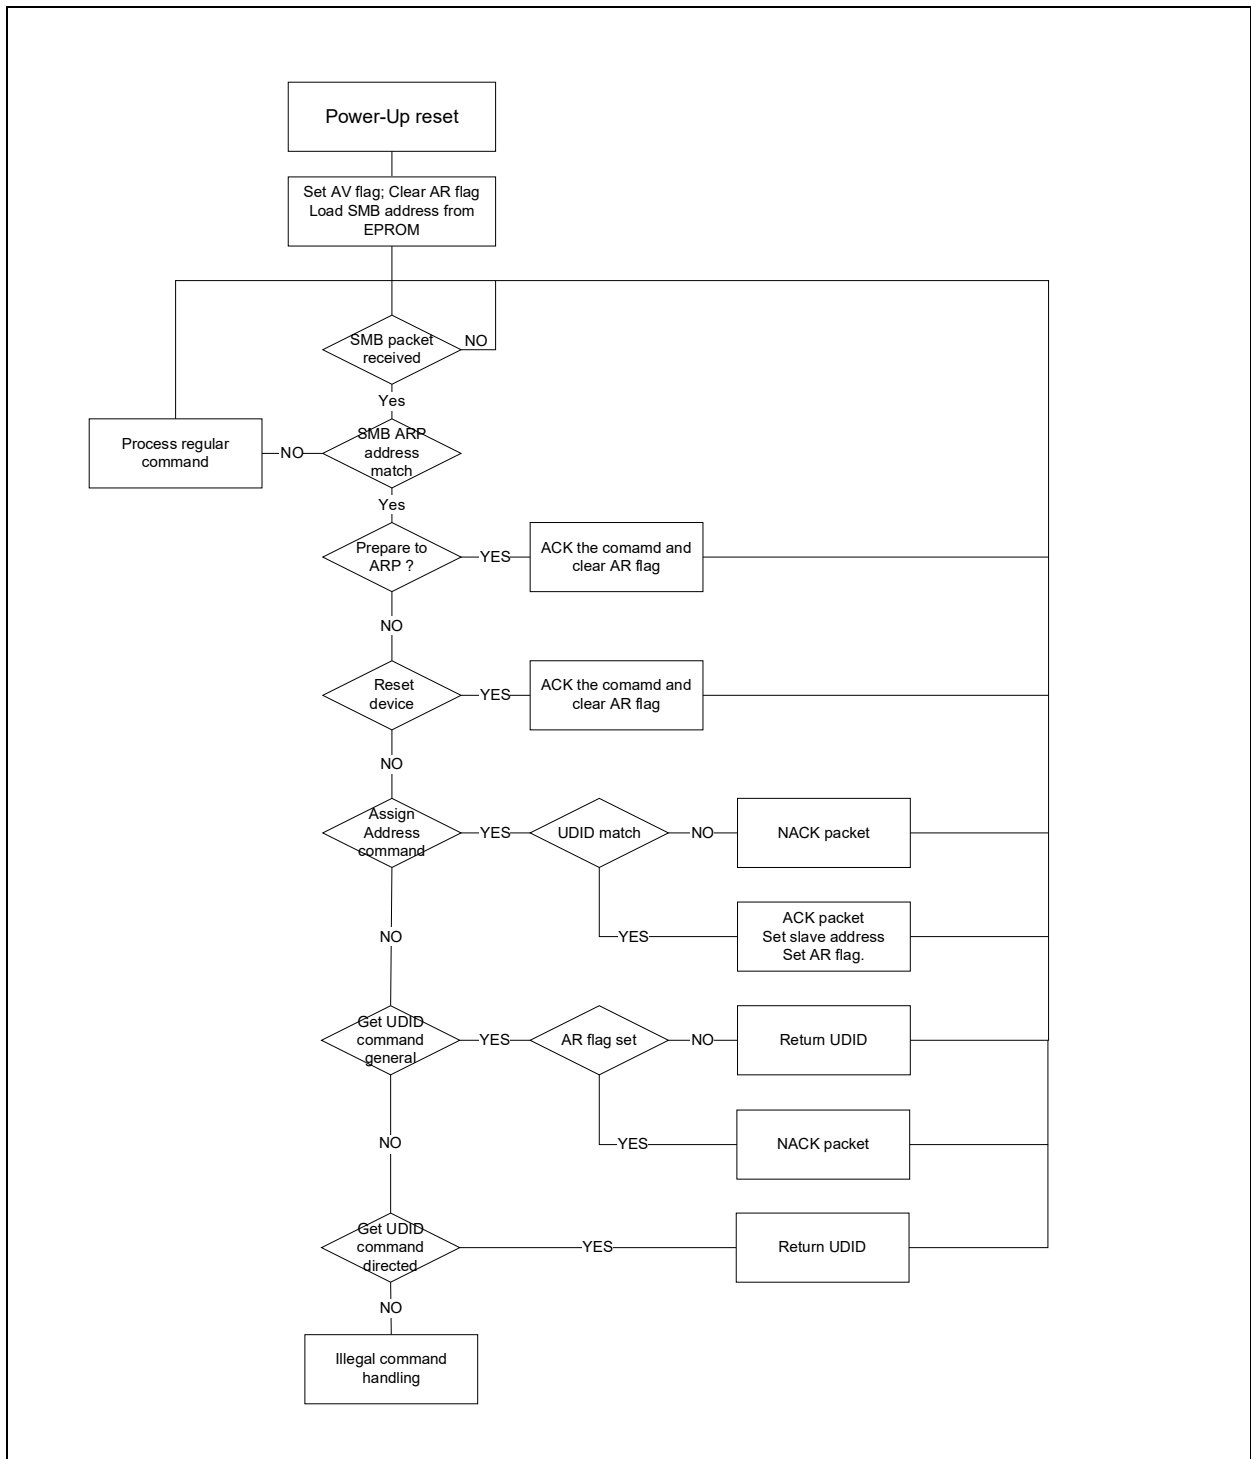 Power-Up reset
Set AV flag; Clear AR flag
Load SMB address from
EPROM
SMB packet
received
NO
Yes
Process regular
command
NO
SMB ARP
address
match
Yes
Prepare to
ARP ?
YES
ACK the comamd and
clear AR flag
NO
Reset
device
YES
ACK the comamd and
clear AR flag
NO
Assign
Address
command
YES
UDID match
NO
NACK packet
YES
ACK packet
Set slave address
Set AR flag.
NO
Get UDID
command
general
YES
AR flag set
NO
Return UDID
YES
NACK packet
NO
Get UDID
command
directed
YES
Return UDID
NO
Illegal command
handling